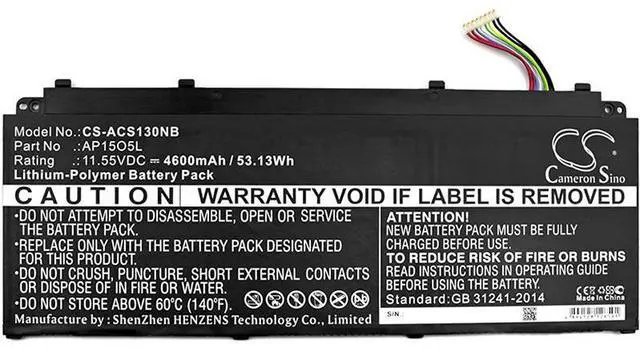 Model No.: CS-ACS130NB
Part No : AP15O5L
Rating : 11.55VDC 4600mAh / 53.13Wh
Lithium-Polymer Battery Pack
CS
Cameron Sino
CAUTION WARRANTY VOID IF LABEL IS REMOVED
•DO NOT ATTEMPT TO DISASSEMBLE, OPEN OR SERVICE
THE BATTERY PACK.
•REPLACE ONLY WITH THE BATTERY PACK DESIGNATED
FOR THIS EQUIPMENT
•DO NOT CRUSH, PUNCTURE, SHORT EXTERNAL CONTACTS
OR DISPOSE OF IN FIRE OR WATER.
•DO NOT STORE ABOVE 60°C (140°F).
Manufacture by : ShenZhen HENZENS Technology Co., Limited
ATTENTION!
NEW BATTERY PACK MUST BE FULLY
CHARGED BEFORE USE.
TO REDUCE RISK OF FIRE OR BURNS
READ INSTRUCTIONS BEFORE USING THE
BATTERY PACK.
Standard:GB 31241-2014
Made in China
S/N.: